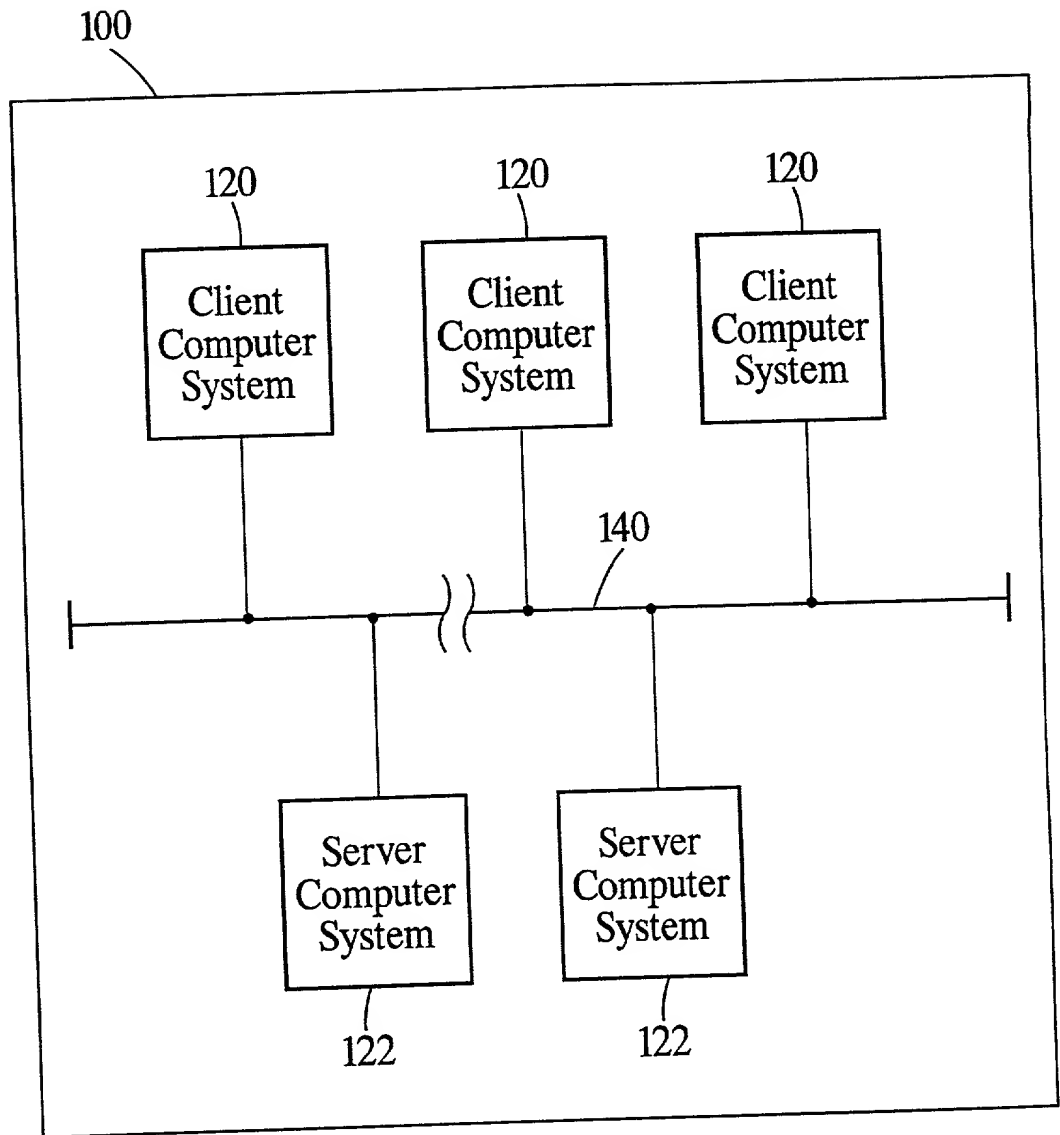 100
120
120
120
Client
Computer
System
Client
Computer
System
Client
Computer
System
140
Server
Computer
System
Server
Computer
System
122
122